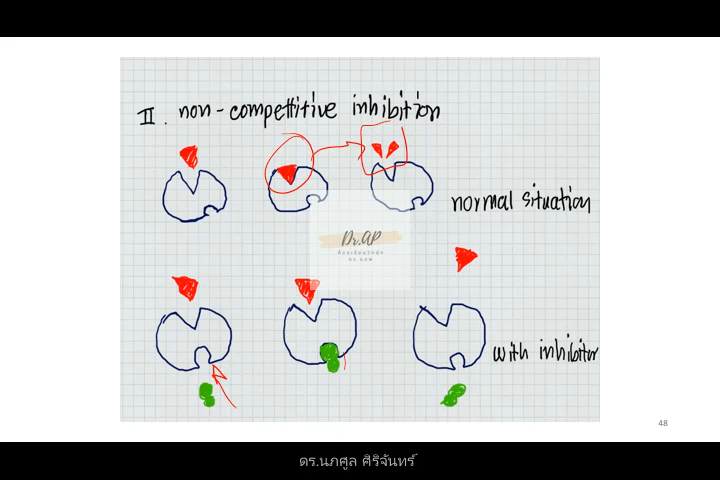 II. non-compettitive inhibition
normal situation
Dr.AP
with inhibitor
48
ดร.นภศูล ศิริจันทร์